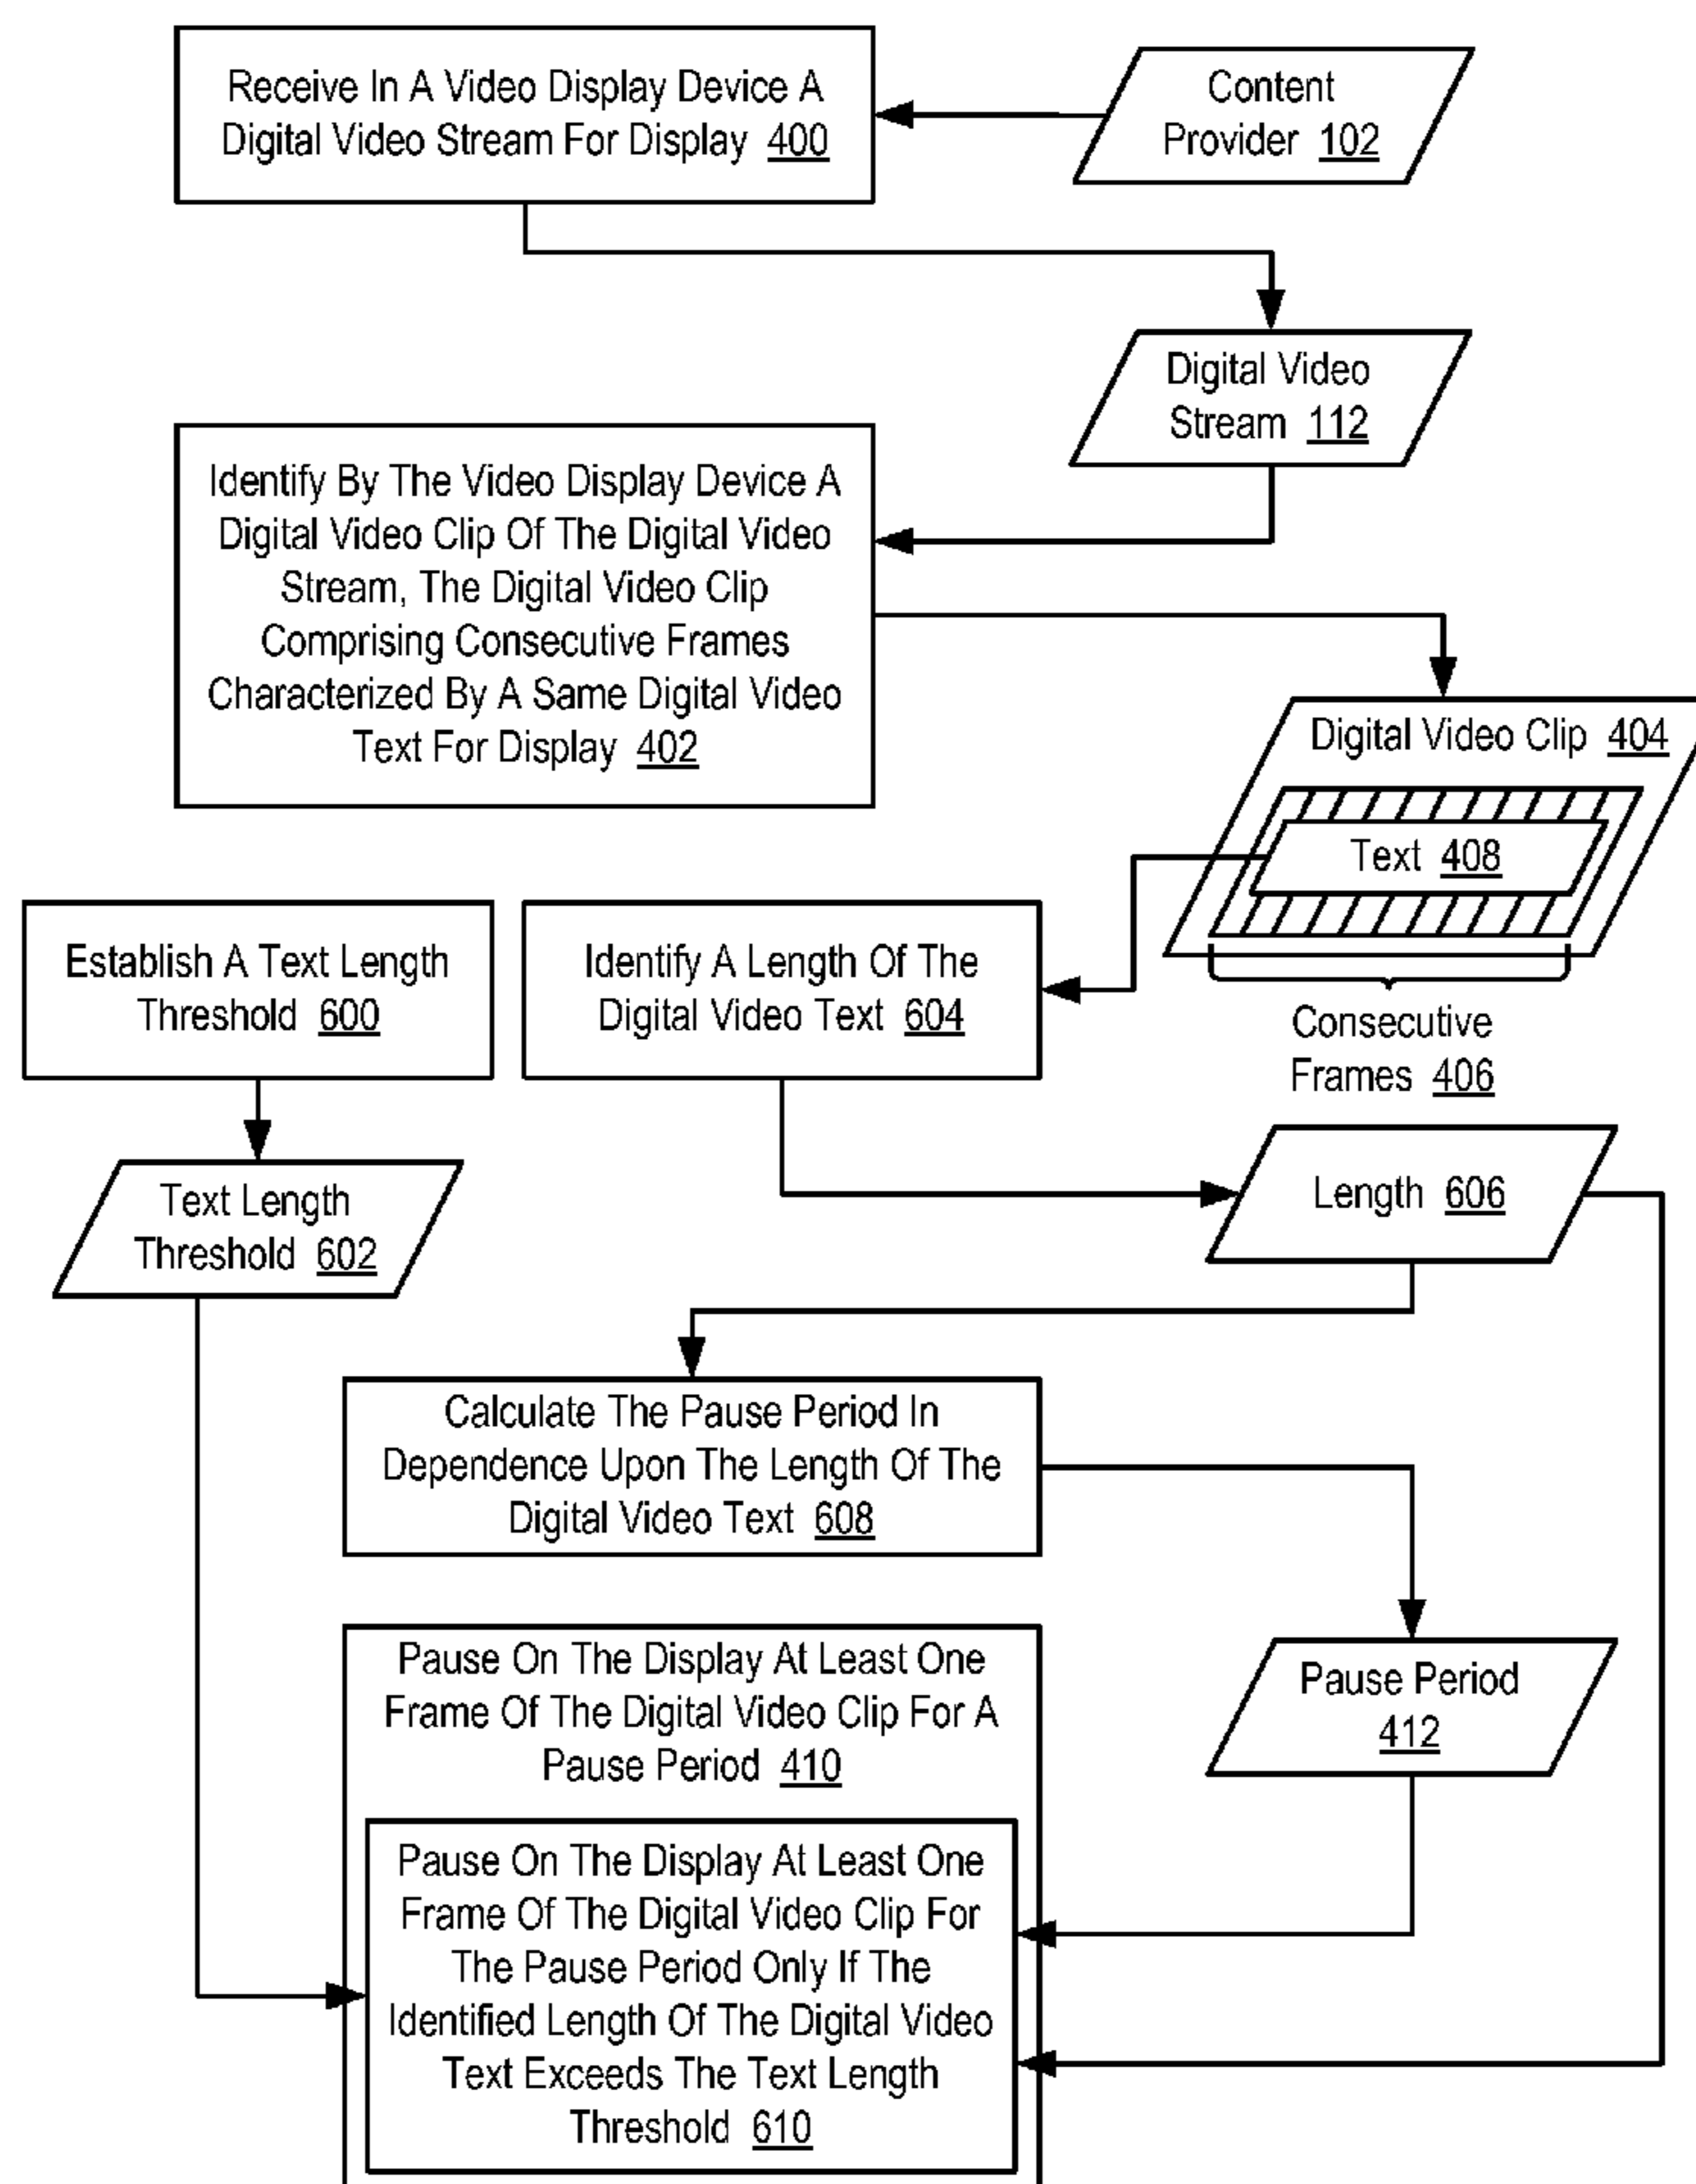 Receive In A Video Display Device A
Digital Video Stream For Display 400
Content
Provider 102
Digital Video
Stream 112
Identify By The Video Display Device A
Digital Video Clip Of The Digital Video
Stream, The Digital Video Clip
Comprising Consecutive Frames
Characterized By A Same Digital Video
Text For Display 402
Digital Video Clip 404
Text 408
Consecutive
Frames 406
Establish A Text Length
Threshold 600
Identify A Length Of The
Digital Video Text 604
Text Length
Threshold 602
Length 606
Calculate The Pause Period In
Dependence Upon The Length Of The
Digital Video Text 608
Pause Period
412
Pause On The Display At Least One
Frame Of The Digital Video Clip For A
Pause Period 410
Pause On The Display At Least One
Frame Of The Digital Video Clip For
The Pause Period Only If The
Identified Length Of The Digital Video
Text Exceeds The Text Length
Threshold 610